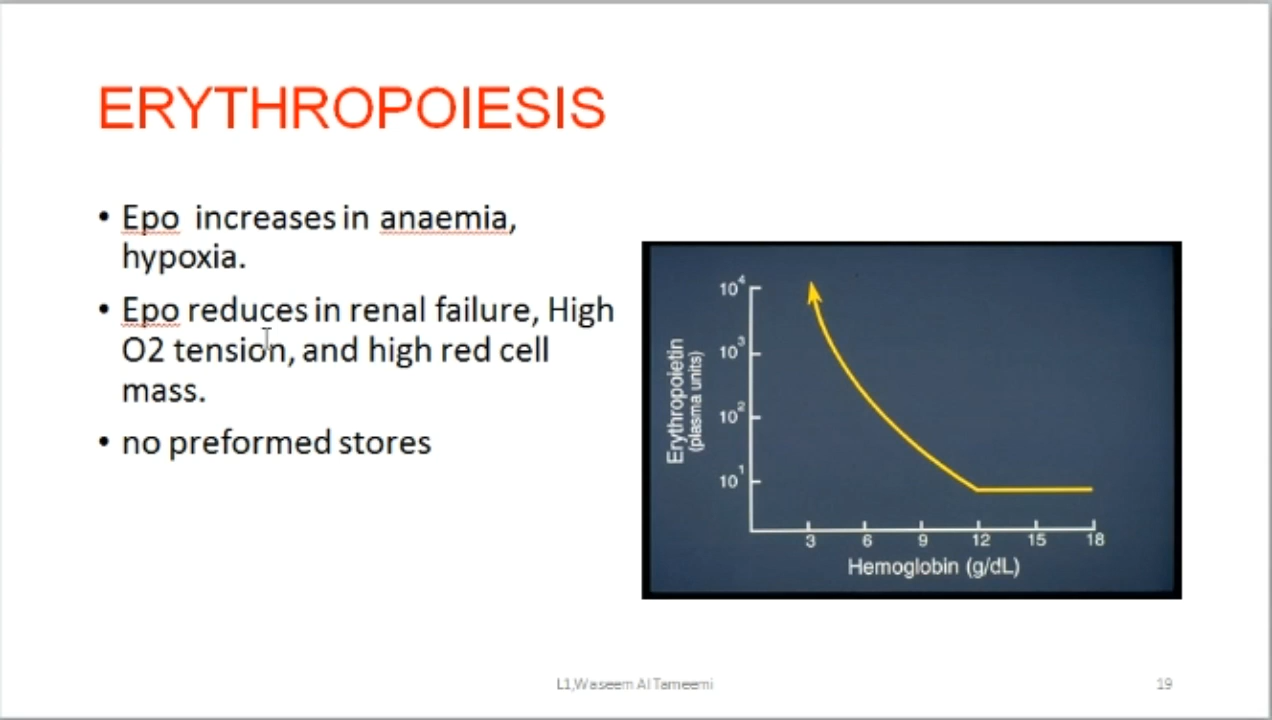 ERYTHROPOIESIS
• Epo increases in anaemia,
hypoxia.
• Epo reduces in renal failure, High
O2 tension, and high red cell
mass.
• no preformed stores
Erythropoietin
(plasma units)
10⁴
10³
10²
10¹
3 6 9 12 15 18
Hemoglobin (g/dL)
L1,Waseem Al Tameemi
19